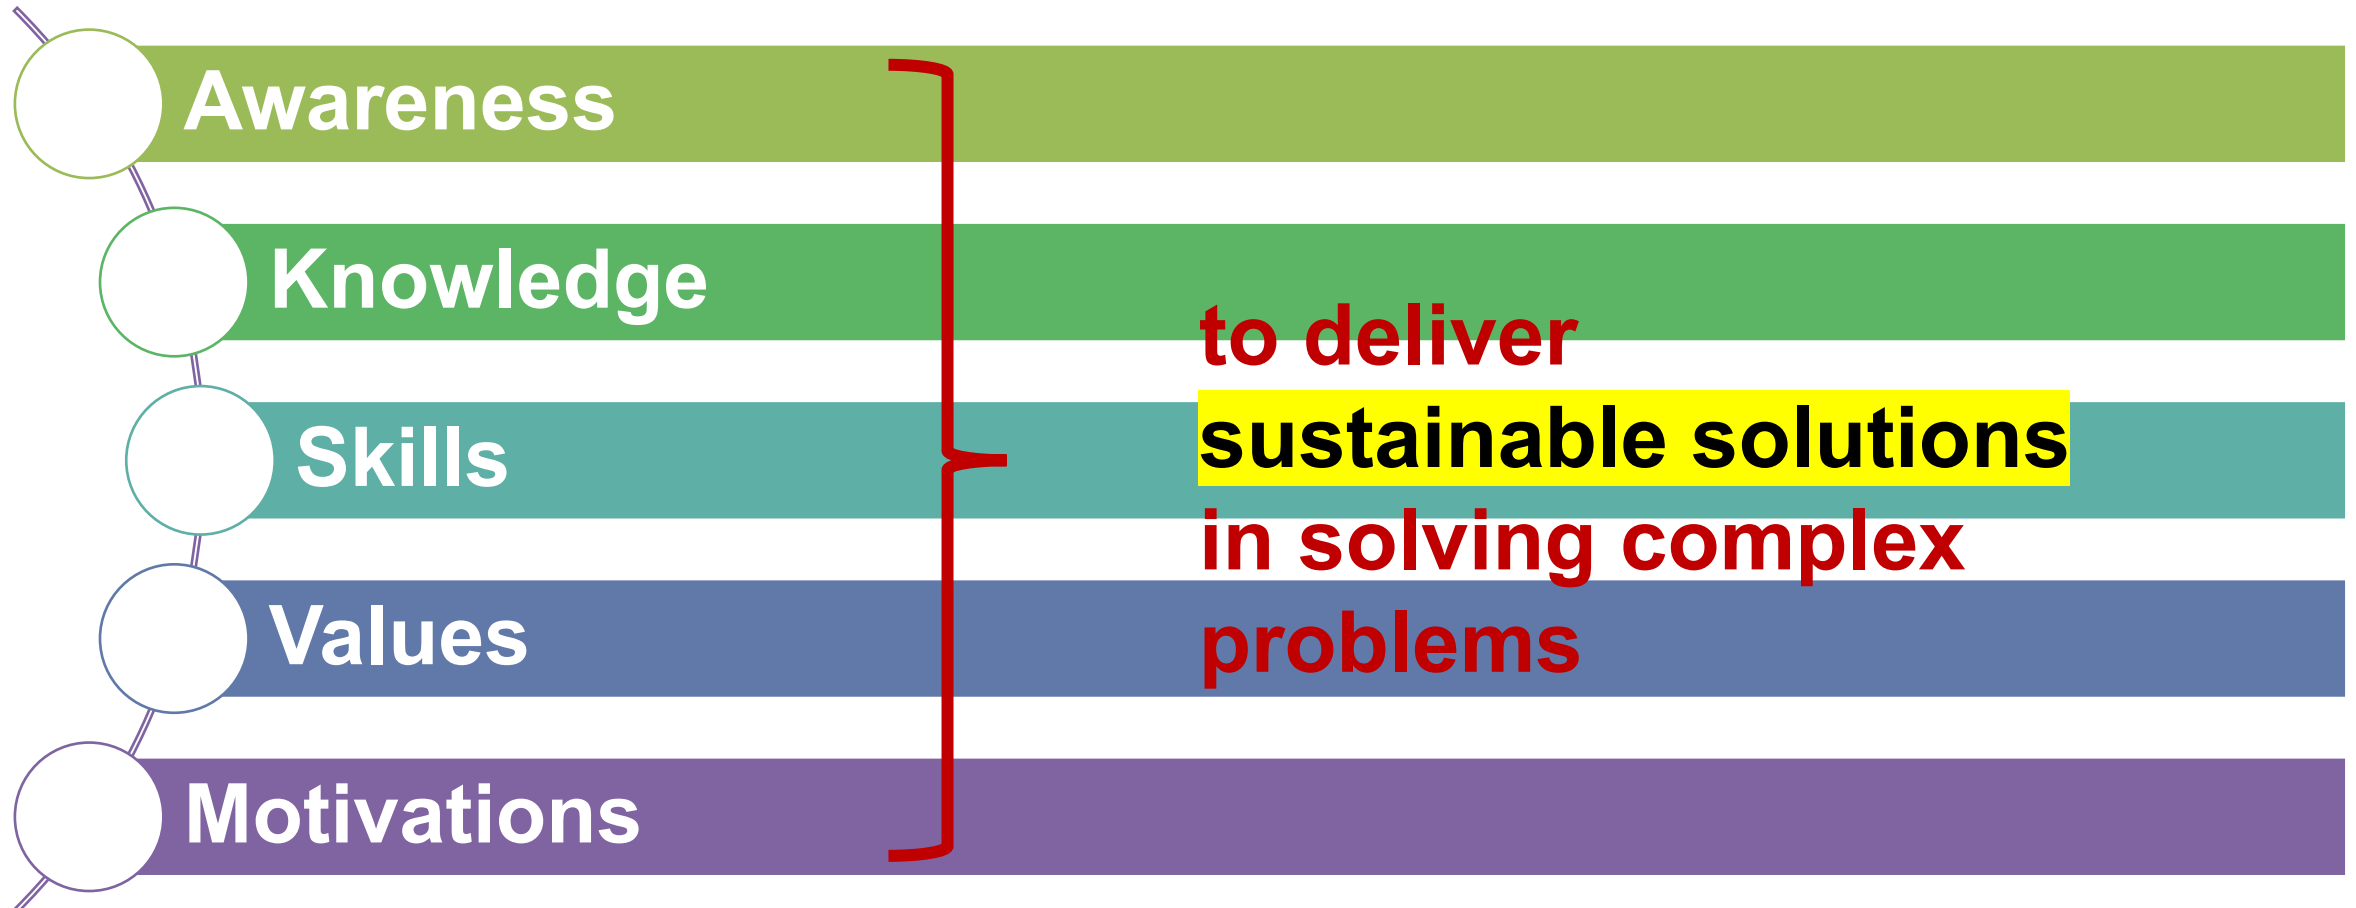 Awareness
Knowledge
Skills
Values
Motivations
to deliver
sustainable solutions
in solving complex
problems